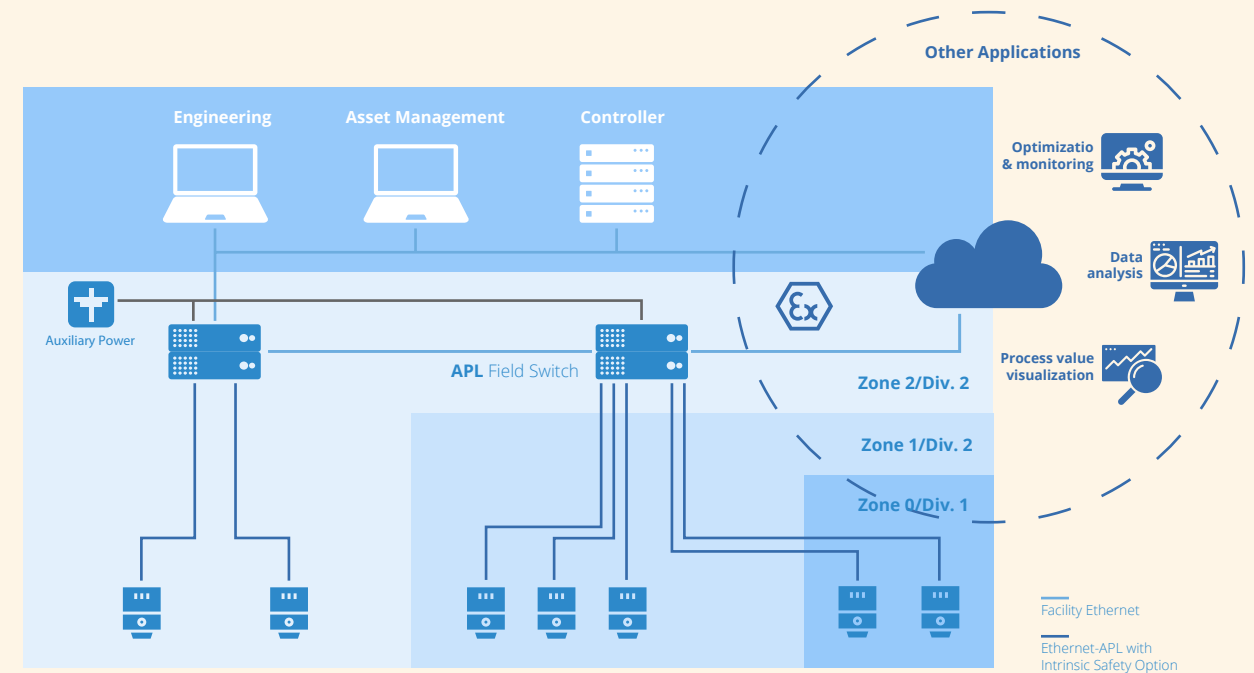 Other Applications
Engineering
Asset Management
Controller
Optimizatio
& monitoring
Data
analysis
Ex
Auxiliary Power
Process value
visualization
APL Field Switch
Zone 2/Div. 2
Zone 1/Div. 2
Zone 0/Div. 1
Facility Ethernet
Ethernet-APL with
Intrinsic Safety Option